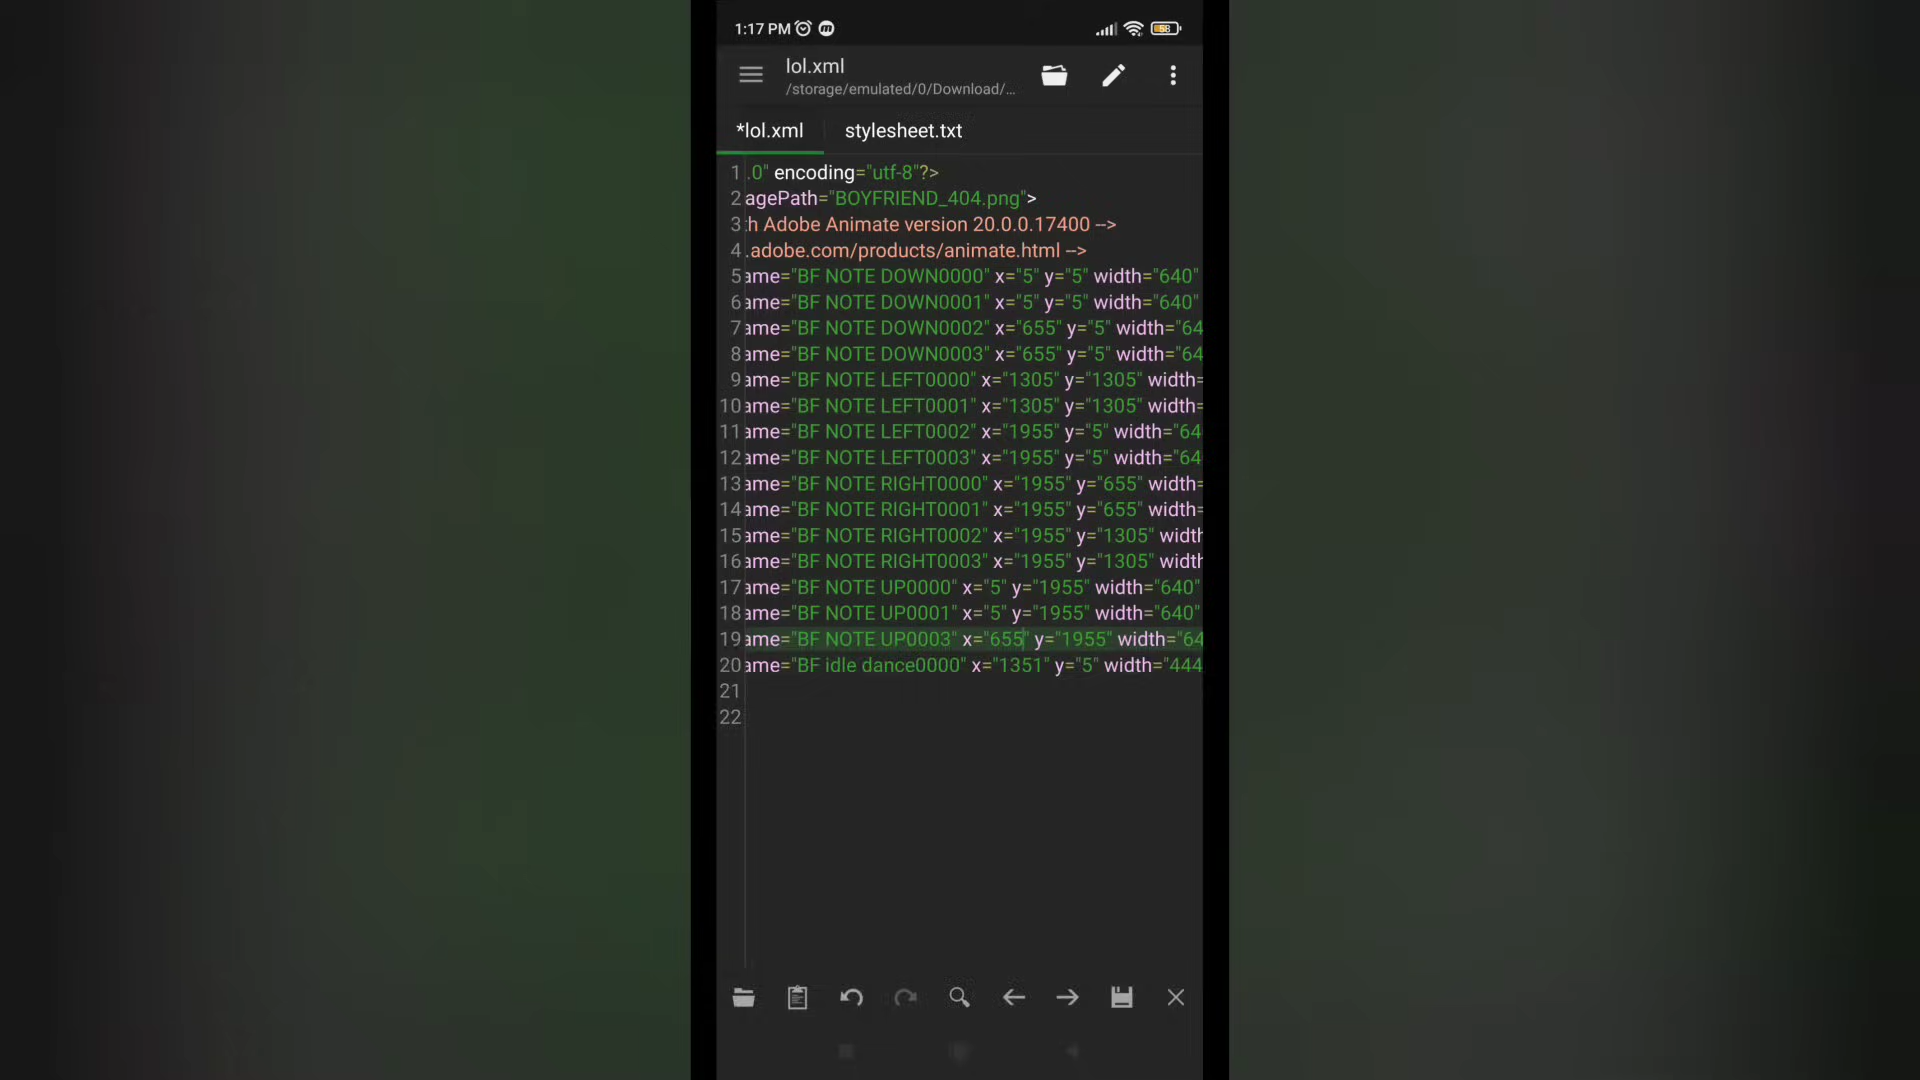 1:17 PM
58
lol.xml
/storage/emulated/0/Download/...
*lol.xml stylesheet.txt
1 .0" encoding="utf-8"?>
2 agePath="BOYFRIEND_404.png">
3 h Adobe Animate version 20.0.0.17400 -->
4 .adobe.com/products/animate.html -->
5 ame="BF NOTE DOWN0000" x="5" y="5" width="640"
6 ame="BF NOTE DOWN0001" x="5" y="5" width="640"
7 ame="BF NOTE DOWN0002" x="655" y="5" width="64
8 ame="BF NOTE DOWN0003" x="655" y="5" width="64
9 ame="BF NOTE LEFT0000" x="1305" y="1305" width=
10 ame="BF NOTE LEFT0001" x="1305" y="1305" width=
11 ame="BF NOTE LEFT0002" x="1955" y="5" width="64
12 ame="BF NOTE LEFT0003" x="1955" y="5" width="64
13 ame="BF NOTE RIGHT0000" x="1955" y="655" width=
14 ame="BF NOTE RIGHT0001" x="1955" y="655" width=
15 ame="BF NOTE RIGHT0002" x="1955" y="1305" width
16 ame="BF NOTE RIGHT0003" x="1955" y="1305" width
17 ame="BF NOTE UP0000" x="5" y="1955" width="640"
18 ame="BF NOTE UP0001" x="5" y="1955" width="640"
19 ame="BF NOTE UP0003" x="655" y="1955" width="64
20 ame="BF idle dance0000" x="1351" y="5" width="444
21
22